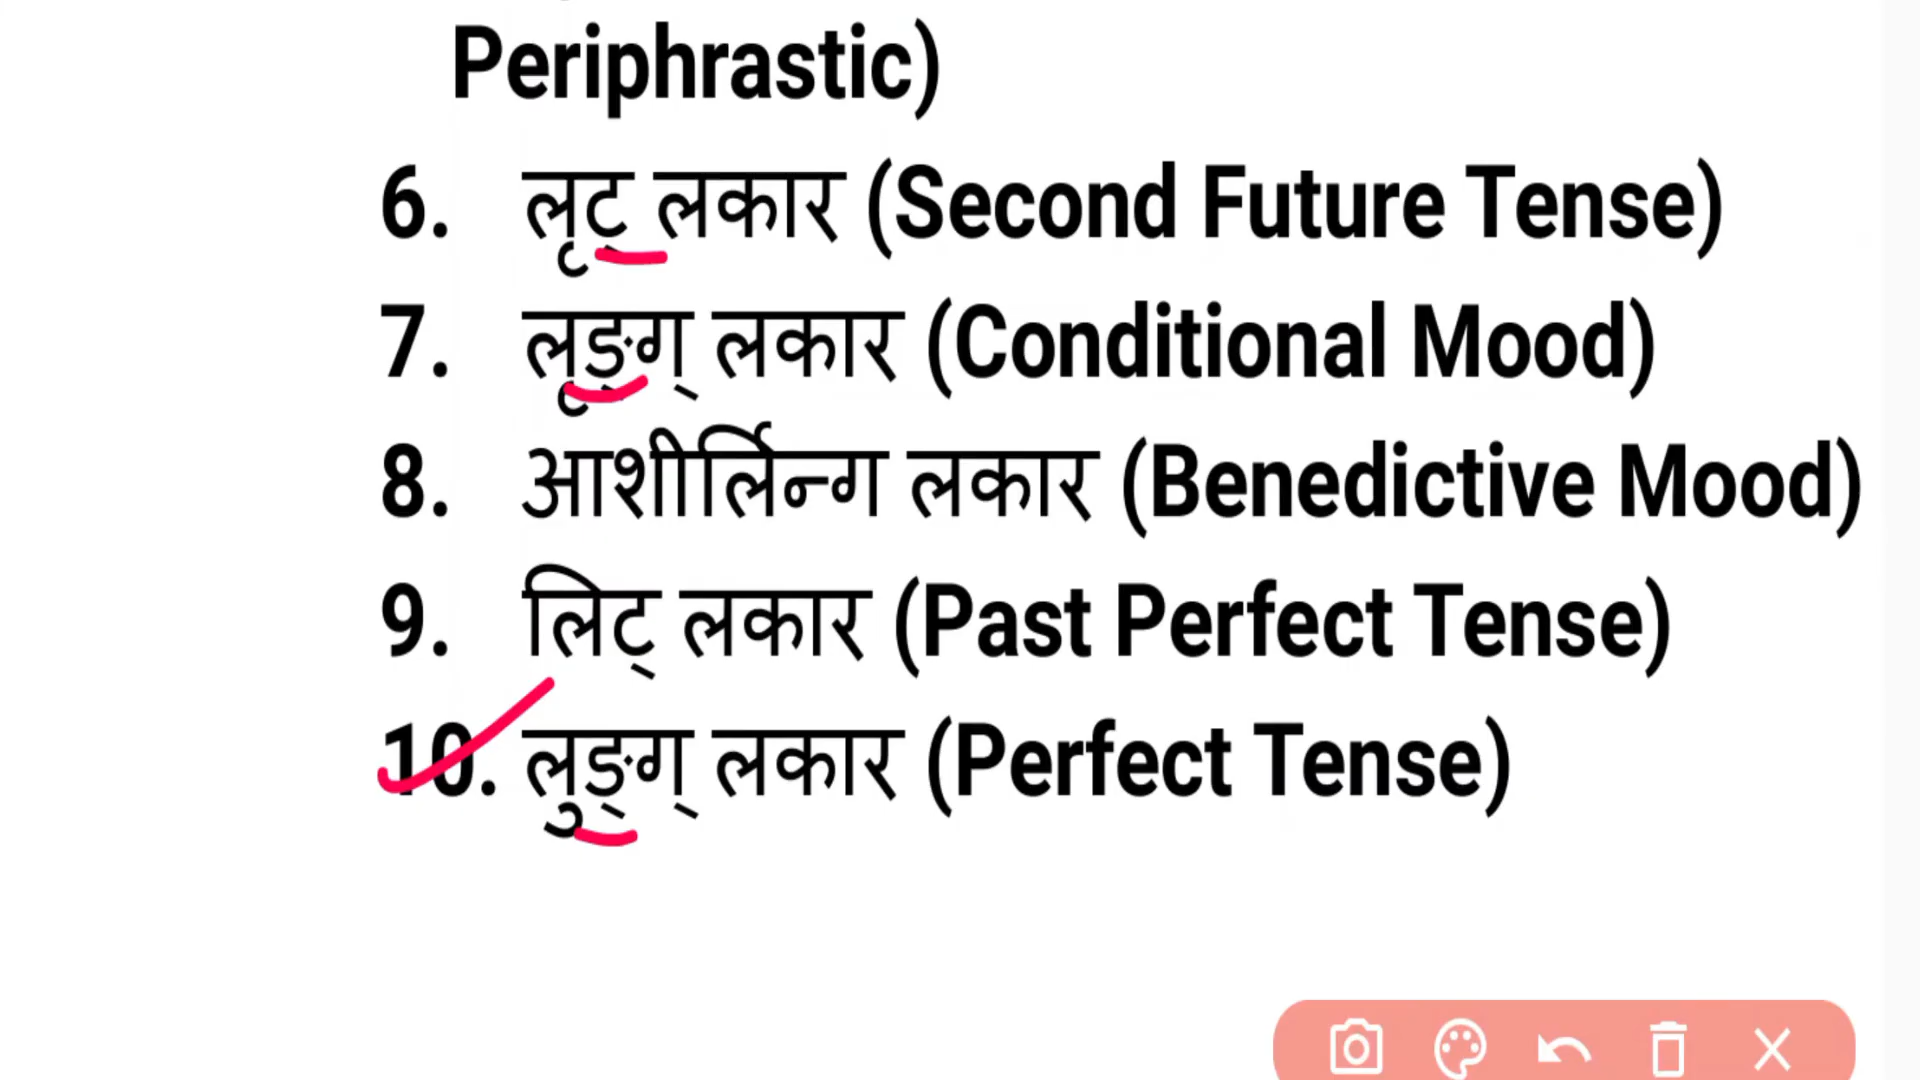 Periphrastic)
6. लृट् लकार (Second Future Tense)
7. लृङ्ग् लकार (Conditional Mood)
8. आशीर्लिन्ग लकार (Benedictive Mood)
9. लिट् लकार (Past Perfect Tense)
10. लुङ्ग् लकार (Perfect Tense)